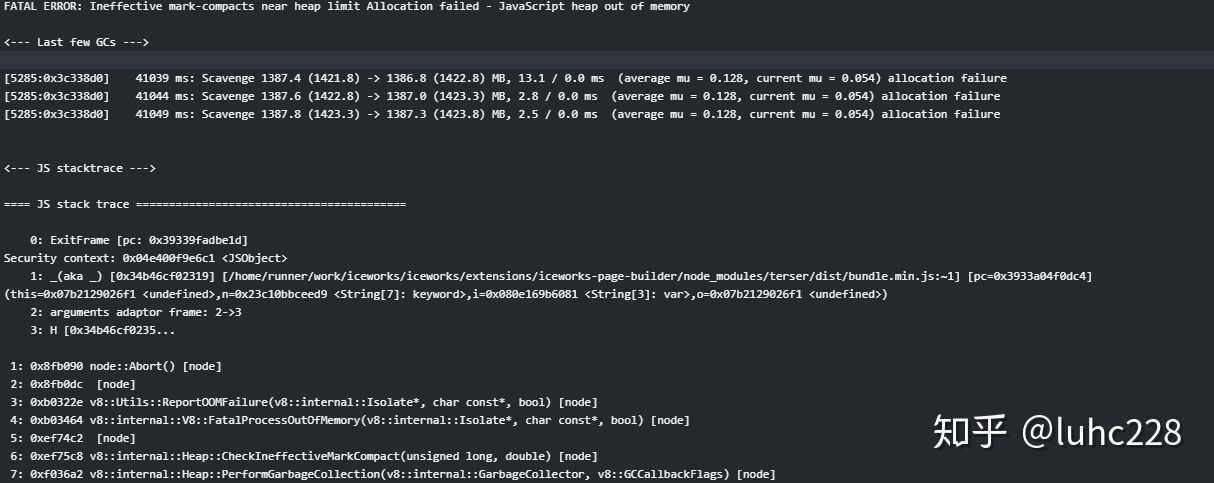 FATAL ERROR: Ineffective mark-compacts near heap limit Allocation failed - JavaScript heap out of memory
<--- Last few GCs --->
[5285:0x3c338d0]    41039 ms: Scavenge 1387.4 (1421.8) -> 1386.8 (1422.8) MB, 13.1 / 0.0 ms  (average mu = 0.128, current mu = 0.054) allocation failure
[5285:0x3c338d0]    41044 ms: Scavenge 1387.6 (1422.8) -> 1387.0 (1423.3) MB, 2.8 / 0.0 ms  (average mu = 0.128, current mu = 0.054) allocation failure
[5285:0x3c338d0]    41049 ms: Scavenge 1387.8 (1423.3) -> 1387.3 (1423.8) MB, 2.5 / 0.0 ms  (average mu = 0.128, current mu = 0.054) allocation failure
<--- JS stacktrace --->
==== JS stack trace =========================================
    0: ExitFrame [pc: 0x39339fadbe1d]
Security context: 0x04e400f9e6c1 <JSObject>
    1: _(aka _) [0x34b46cf02319] [/home/runner/work/iceworks/iceworks/extensions/iceworks-page-builder/node_modules/terser/dist/bundle.min.js:~1] [pc=0x3933a04f0dc4]
(this=0x07b2129026f1 <undefined>,n=0x23c10bbceed9 <String[7]: keyword>,i=0x080e169b6081 <String[3]: var>,o=0x07b2129026f1 <undefined>)
    2: arguments adaptor frame: 2->3
    3: H [0x34b46cf0235...
 1: 0x8fb090 node::Abort() [node]
 2: 0x8fb0dc  [node]
 3: 0xb0322e v8::Utils::ReportOOMFailure(v8::internal::Isolate*, char const*, bool) [node]
 4: 0xb03464 v8::internal::V8::FatalProcessOutOfMemory(v8::internal::Isolate*, char const*, bool) [node]
 5: 0xef74c2  [node]
 6: 0xef75c8 v8::internal::Heap::CheckIneffectiveMarkCompact(unsigned long, double) [node]
 7: 0xf036a2 v8::internal::Heap::PerformGarbageCollection(v8::internal::GarbageCollector, v8::GCCallbackFlags) [node]
知乎 @luhc228